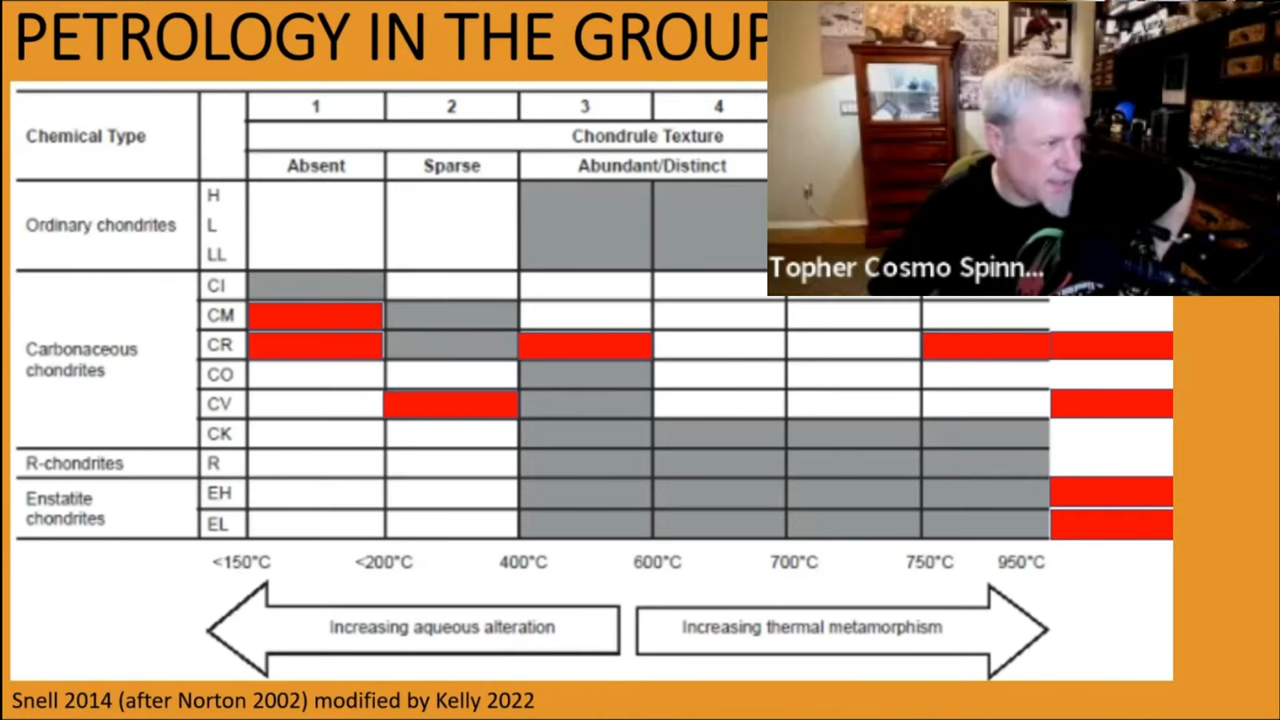 PETROLOGY IN THE GROUP
1 2 3 4
Chemical Type
Chondrule Texture
Absent Sparse Abundant/Distinct
H
Ordinary chondrites L
LL
CI
CM
Carbonaceous
chondrites
CR
CO
CV
CK
R-chondrites R
Enstatite
chondrites
EH
EL
<150°C <200°C 400°C 600°C 700°C 750°C 950°C
Increasing aqueous alteration Increasing thermal metamorphism
Snell 2014 (after Norton 2002) modified by Kelly 2022
Topher Cosmo Spinn...